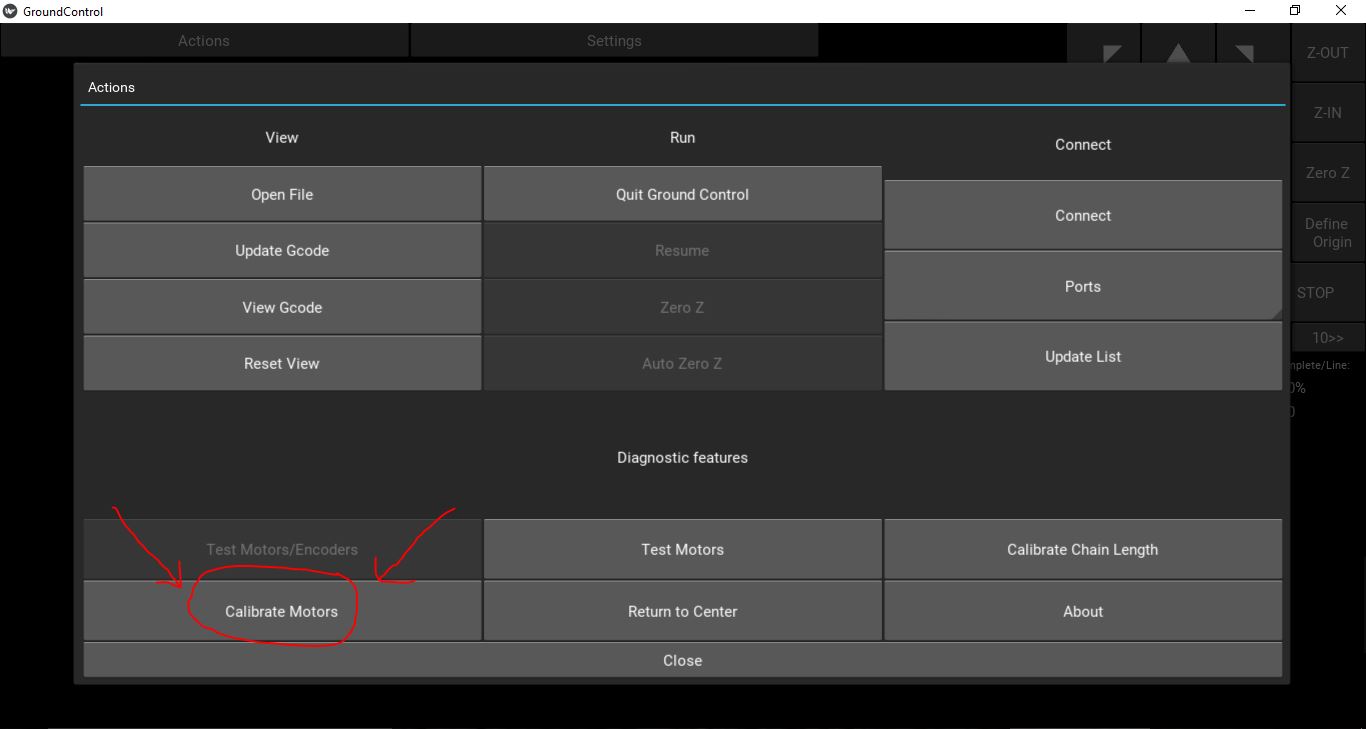 GroundControl
Actions
Settings
Z-OUT
Actions
Z-IN
View
Run
Connect
Open File
Quit Ground Control
Connect
Zero Z
Update Gcode
Resume
Define
Origin
Ports
View Gcode
Zero Z
STOP
Reset View
Auto Zero Z
Update List
10>>
mplete/Line:
0%
0
Diagnostic features
Test Motors/Encoders
Test Motors
Calibrate Chain Length
Calibrate Motors
Return to Center
About
Close